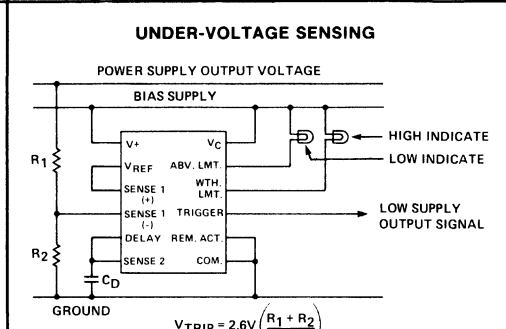 UNDER-VOLTAGE SENSING
POWER SUPPLY OUTPUT VOLTAGE
BIAS SUPPLY
V+
VC
HIGH INDICATE
R1
VREF
ABV. LMT.
LOW INDICATE
SENSE 1
(+)
WTH.
LMT.
SENSE 1
(-)
TRIGGER
LOW SUPPLY
OUTPUT SIGNAL
R2
DELAY
REM. ACT.
SENSE 2
COM.
CD
GROUND
VTRIP = 2.6V (R1 + R2)